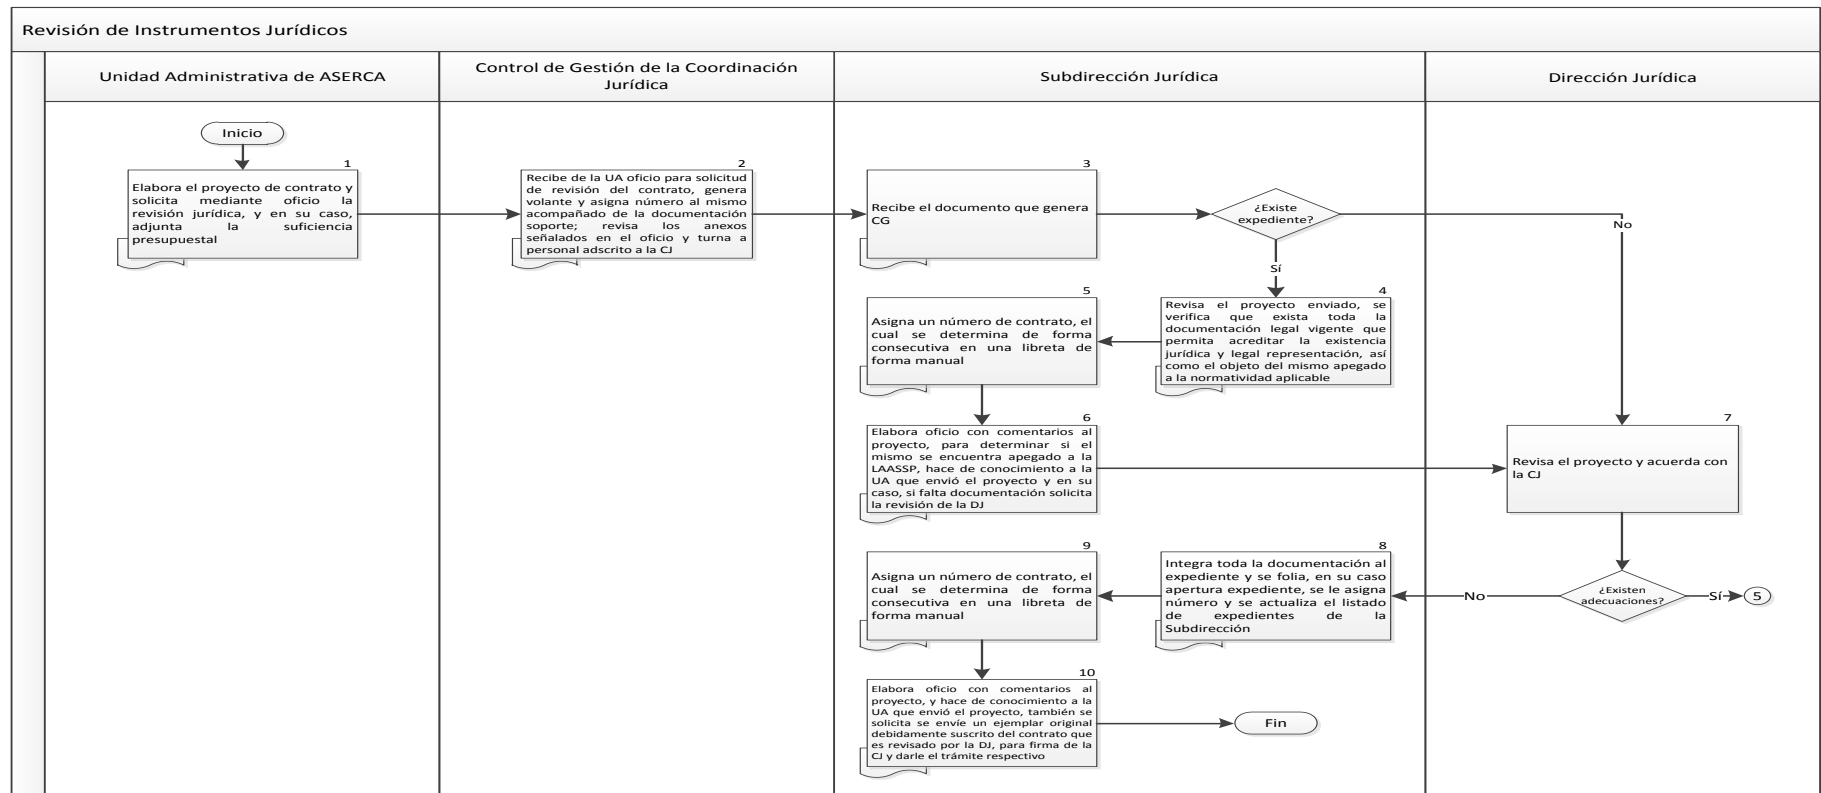 Revisión de Instrumentos Jurídicos
Unidad Administrativa de ASERCA
Control de Gestión de la Coordinación
Jurídica
Subdirección Jurídica
Dirección Jurídica
Inicio
1
Elabora el proyecto de contrato y
solicita mediante oficio la
revisión jurídica, y en su caso,
adjunta la suficiencia
presupuestal
2
Recibe de la UA oficio para solicitud
de revisión del contrato, genera
volante y asigna número al mismo
acompañado de la documentación
soporte; revisa los anexos
señalados en el oficio y turna a
personal adscrito a la CJ
3
Recibe el documento que genera
CG
¿Existe
expediente?
No
Sí
4
Revisa el proyecto enviado, se
verifica que exista toda la
documentación legal vigente que
permita acreditar la existencia
jurídica y legal representación, así
como el objeto del mismo apegado
a la normatividad aplicable
5
Asigna un número de contrato, el
cual se determina de forma
consecutiva en una libreta de
forma manual
6
Elabora oficio con comentarios al
proyecto, para determinar si el
mismo se encuentra apegado a la
LAASSP, hace de conocimiento a la
UA que envió el proyecto y en su
caso, si falta documentación solicita
la revisión de la DJ
7
Revisa el proyecto y acuerda con
la CJ
¿Existen
adecuaciones?
Sí
5
No
8
Integra toda la documentación al
expediente y se folia, en su caso
apertura expediente, se le asigna
número y se actualiza el listado
de expedientes de la
Subdirección
9
Asigna un número de contrato, el
cual se determina de forma
consecutiva en una libreta de
forma manual
10
Elabora oficio con comentarios al
proyecto, y hace de conocimiento a la
UA que envió el proyecto, también se
solicita se envíe un ejemplar original
debidamente suscrito del contrato que
es revisado por la DJ, para firma de la
CJ y darle el trámite respectivo
Fin